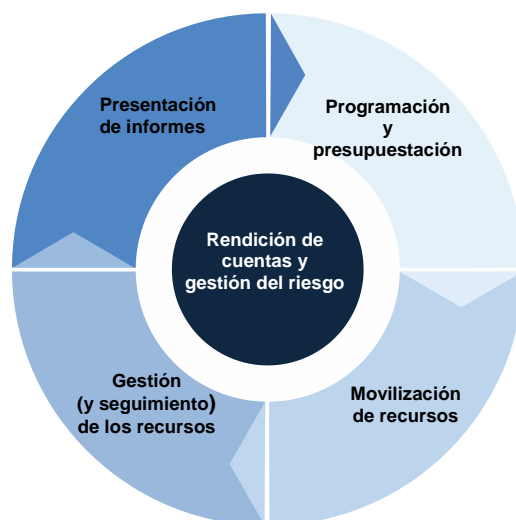 Presentación
de informes
Programación
y
presupuestación
Rendición de
cuentas y
gestión del riesgo
Gestión
(y seguimiento)
de los recursos
Movilización
de recursos